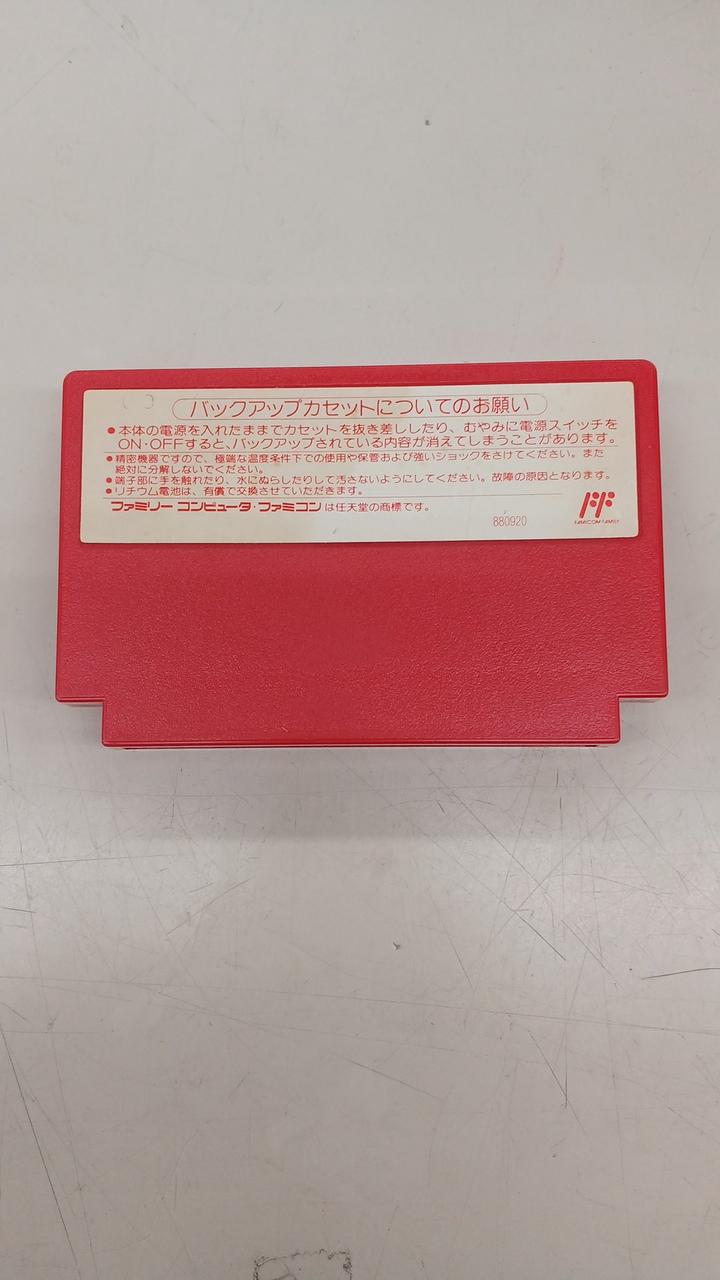 バックアップカセットについてのお願い
●本体の電源を入れたままでカセットを抜き差ししたり、むやみに電源スイッチを
ON・OFFすると、バックアップされている内容が消えてしまうことがあります。
●精密機器ですので、極端な温度条件下での使用や保管および強いショックをさけてください。また
絶対に分解しないでください。
●端子部に手を触れたり、水にぬらしたりして汚さないようにしてください。故障の原因となります。
●リチウム電池は、有償で交換させていただきます。
ファミリーコンピュータ・ファミコンは任天堂の商標です。
880920
FAMICOM FAMILY